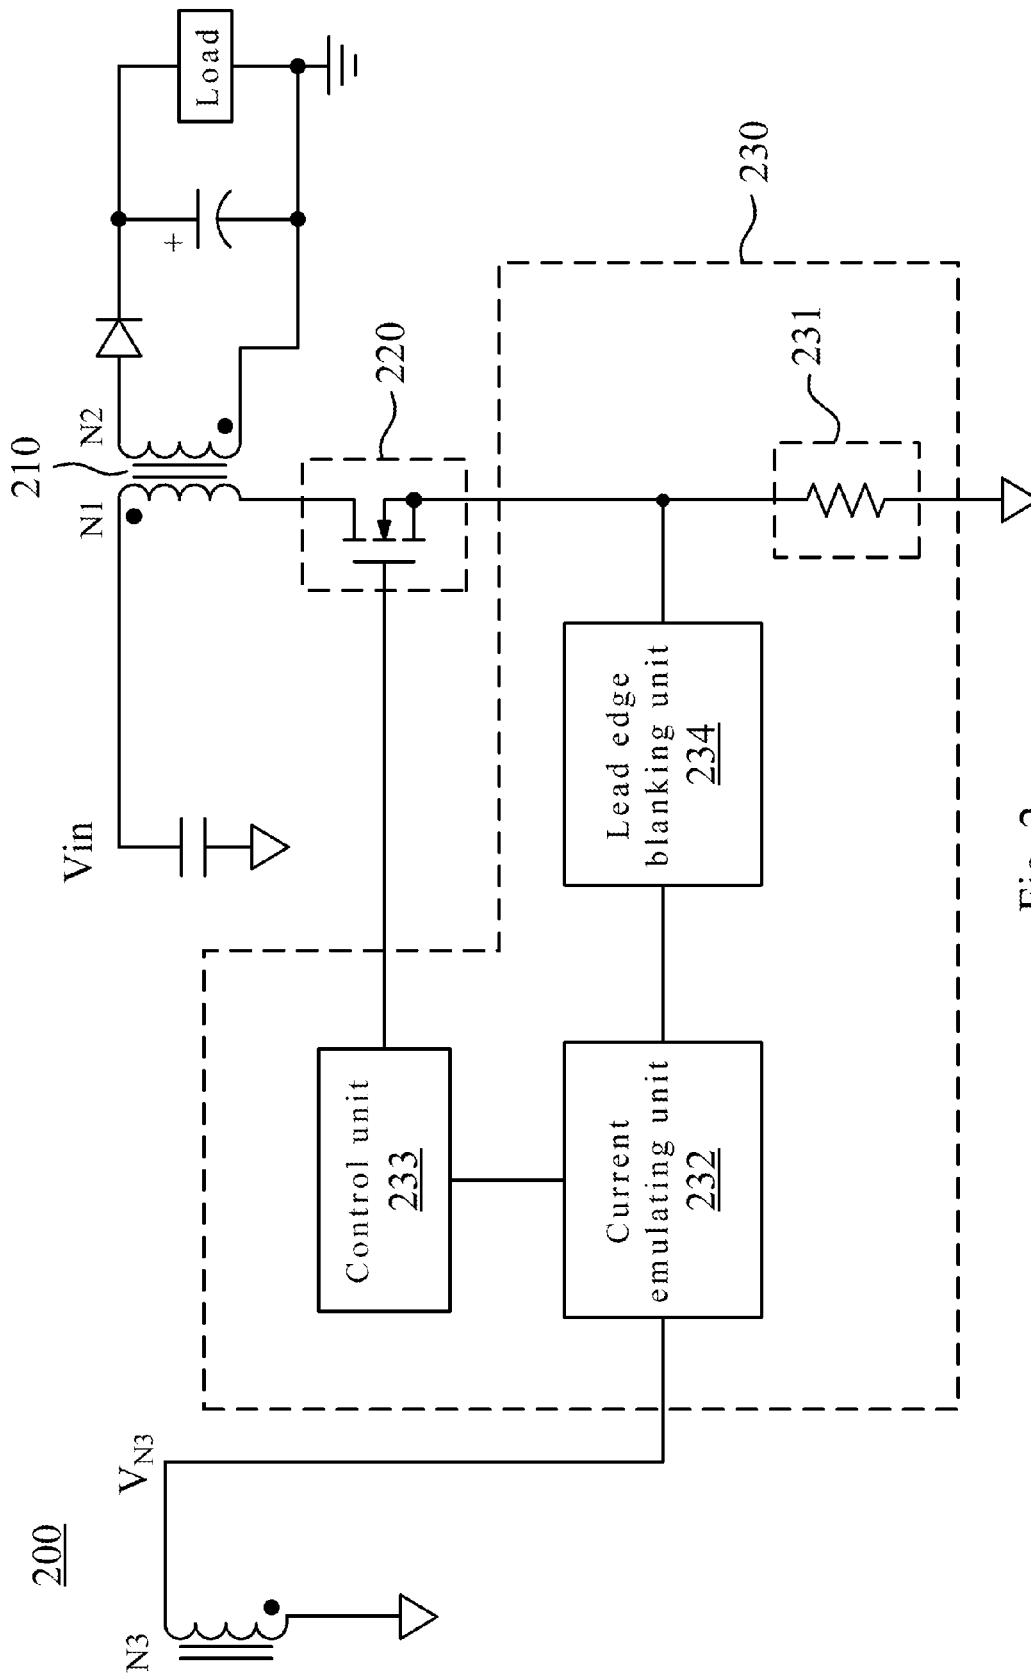 200
N3
V_N3
Vin
N1
210
N2
Load
+
220
230
231
Control unit
233
Current
emulating unit
232
Lead edge
blanking unit
234